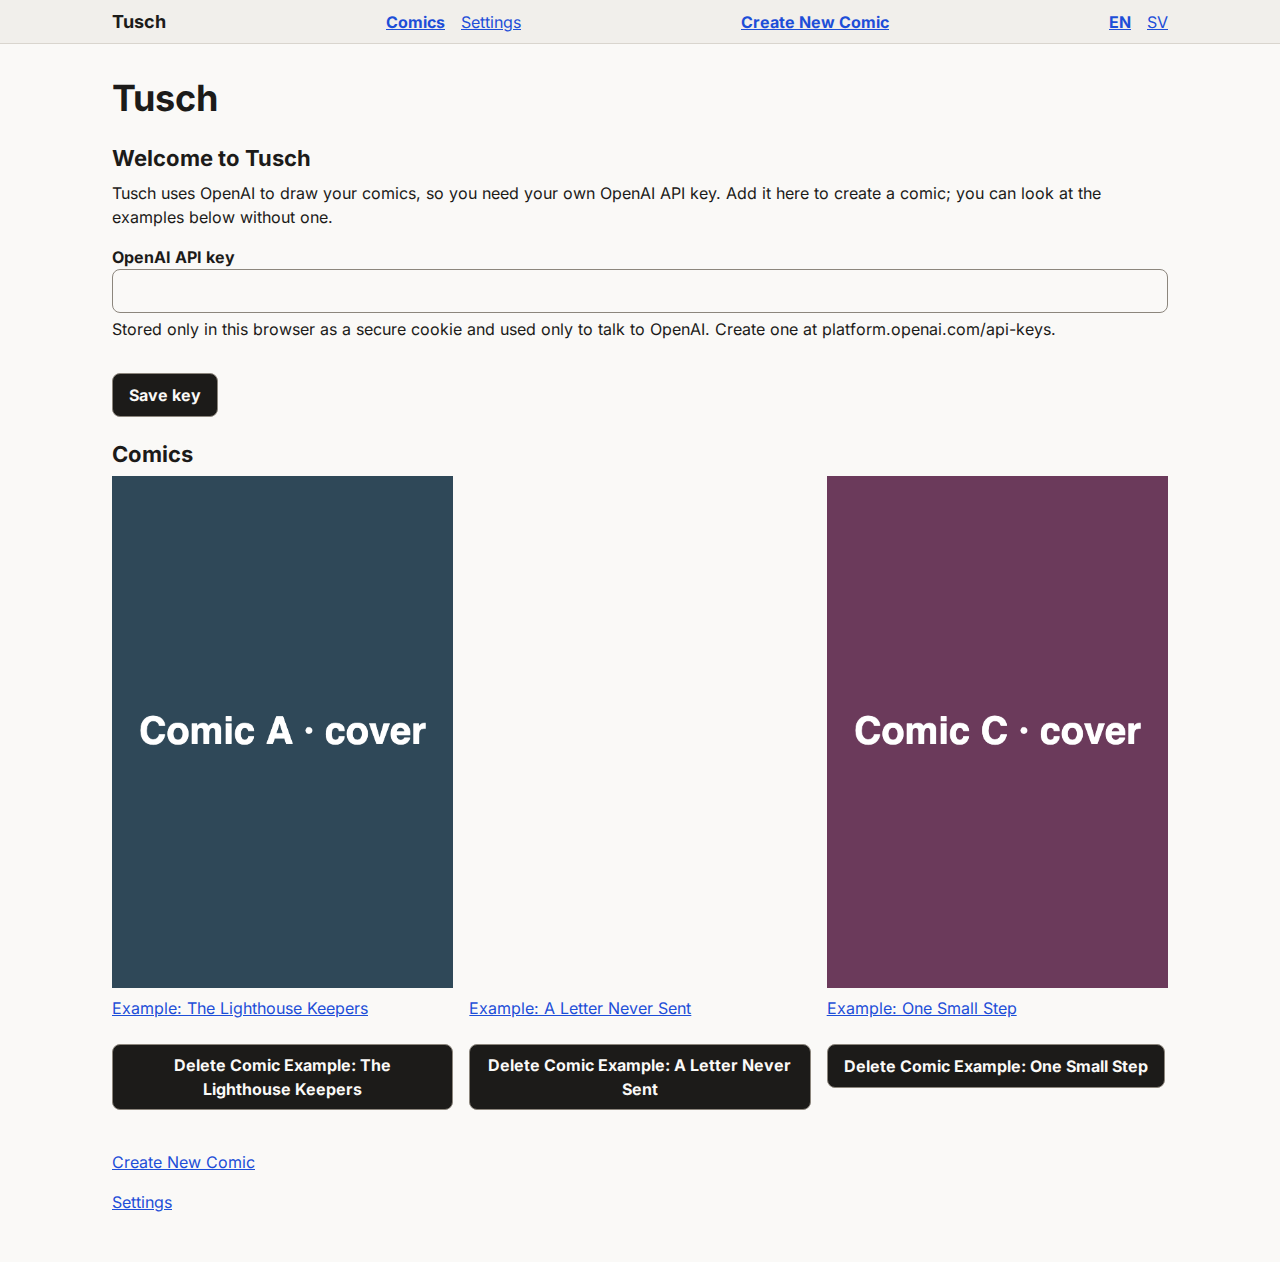 Tusch
Comics
Settings
Create New Comic
EN
SV
Tusch
Welcome to Tusch
Tusch uses OpenAI to draw your comics, so you need your own OpenAI API key. Add it here to create a comic; you can look at the
examples below without one.
OpenAI API key
Stored only in this browser as a secure cookie and used only to talk to OpenAI. Create one at platform.openai.com/api-keys.
Save key
Comics
Comic A · cover
Comic C · cover
Example: The Lighthouse Keepers
Example: A Letter Never Sent
Example: One Small Step
Delete Comic Example: The
Lighthouse Keepers
Delete Comic Example: A Letter Never
Sent
Delete Comic Example: One Small Step
Create New Comic
Settings